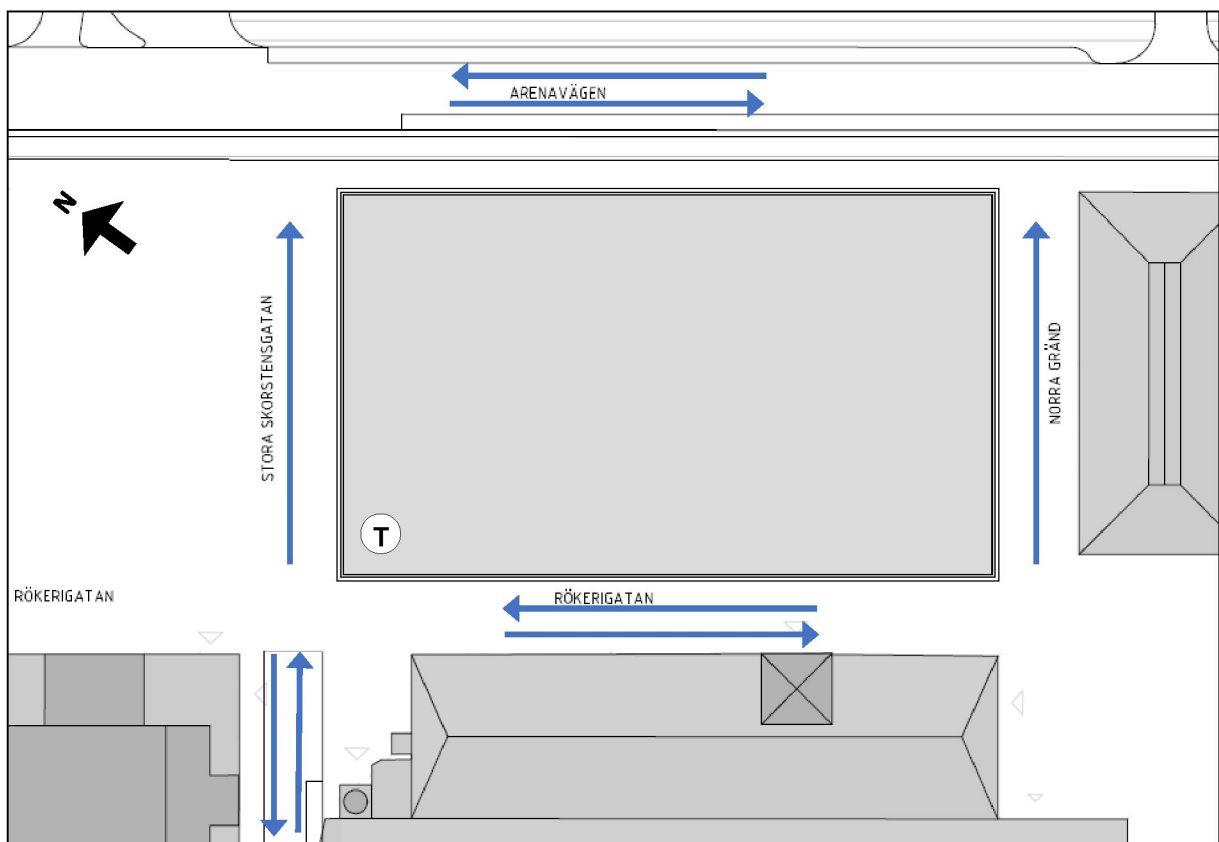 ARENAVÄGEN
N
STORA SKORSTENSGATAN
NORRA GRÄND
T
RÖKERIGATAN
RÖKERIGATAN